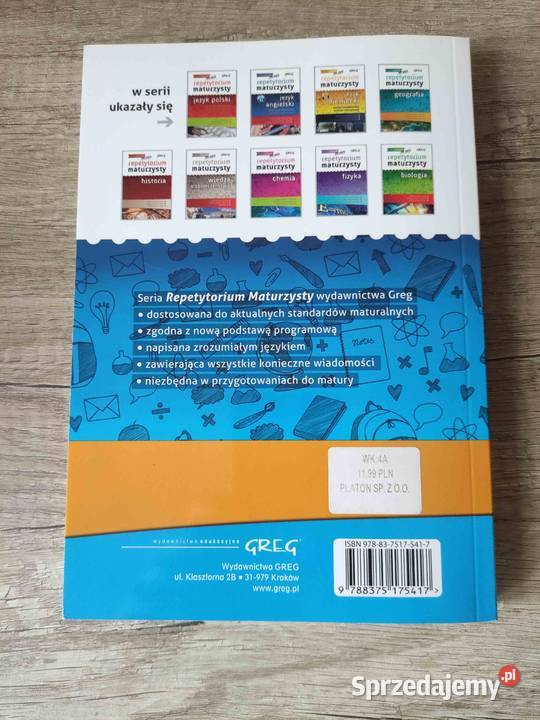 w serii
ukazały się
repetytorium
maturzysty
język polski
repetytorium
maturzysty
język
angielski
repetytorium
maturzysty
repetytorium
maturzysty
geografia
repetytorium
maturzysty
historia
repetytorium
maturzysty
wiedza
repetytorium
maturzysty
chemia
repetytorium
maturzysty
fizyka
repetytorium
maturzysty
biologia
Seria Repetytorium Maturzysty wydawnictwa Greg
• dostosowana do aktualnych standardów maturalnych
• zgodna z nową podstawą programową
• napisana zrozumiałym językiem
• zawierająca wszystkie konieczne wiadomości
• niezbędna w przygotowaniach do matury
Notes
WK:4A
11.99 PLN
PLATON SP. Z O.O.
wydawnictwo edukacyjne GREG
Wydawnictwo GREG
ul. Klasztorna 2B ▪ 31-979 Kraków
www.greg.pl
ISBN 978-83-7517-541-7
9 788375 175417 >
Sprzedajemy.pl